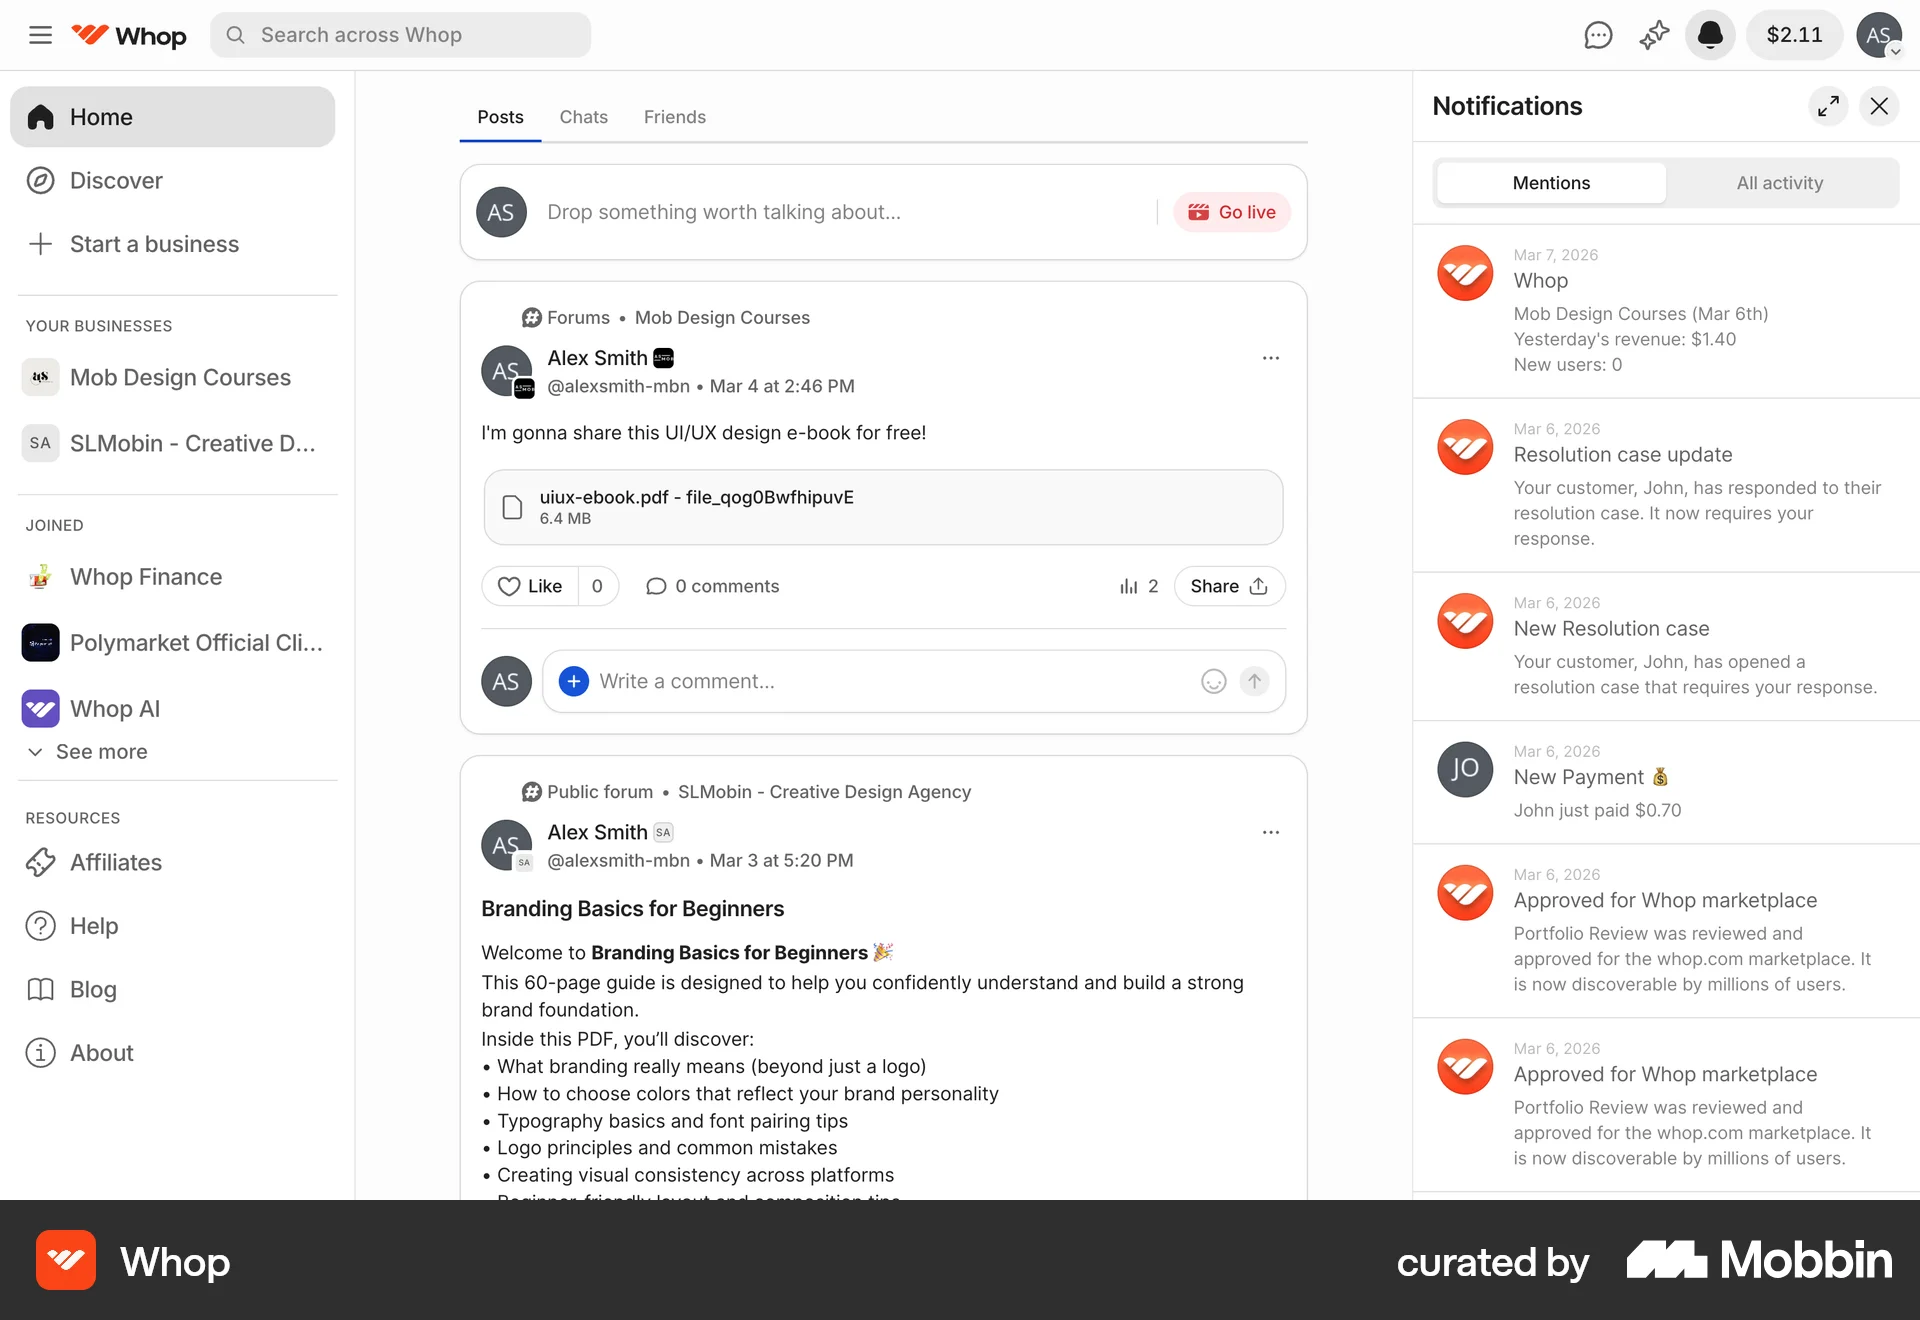 Whop
Search across Whop
$2.11
AS
Home
Discover
Start a business
YOUR BUSINESSES
as
Mob Design Courses
SA
SLMobin - Creative D...
JOINED
Whop Finance
Polymarket Official Cli...
Whop AI
See more
RESOURCES
Affiliates
Help
Blog
About
Posts
Chats
Friends
AS
Drop something worth talking about...
Go live
Forums • Mob Design Courses
AS
Alex Smith
@alexsmith-mbn • Mar 4 at 2:46 PM
I'm gonna share this UI/UX design e-book for free!
uiux-ebook.pdf - file_qog0BwfhipuvE
6.4 MB
Like
0
0 comments
2
Share
AS
Write a comment...
Public forum • SLMobin - Creative Design Agency
AS
SA
Alex Smith SA
@alexsmith-mbn • Mar 3 at 5:20 PM
Branding Basics for Beginners
Welcome to Branding Basics for Beginners 🎉
This 60-page guide is designed to help you confidently understand and build a strong
brand foundation.
Inside this PDF, you’ll discover:
• What branding really means (beyond just a logo)
• How to choose colors that reflect your brand personality
• Typography basics and font pairing tips
• Logo principles and common mistakes
• Creating visual consistency across platforms
• Beginner-friendly layout and composition tips
Notifications
Mentions
All activity
Mar 7, 2026
Whop
Mob Design Courses (Mar 6th)
Yesterday's revenue: $1.40
New users: 0
Mar 6, 2026
Resolution case update
Your customer, John, has responded to their
resolution case. It now requires your
response.
Mar 6, 2026
New Resolution case
Your customer, John, has opened a
resolution case that requires your response.
JO
Mar 6, 2026
New Payment 💰
John just paid $0.70
Mar 6, 2026
Approved for Whop marketplace
Portfolio Review was reviewed and
approved for the whop.com marketplace. It
is now discoverable by millions of users.
Mar 6, 2026
Approved for Whop marketplace
Portfolio Review was reviewed and
approved for the whop.com marketplace. It
is now discoverable by millions of users.
Whop
curated by
Mobbin